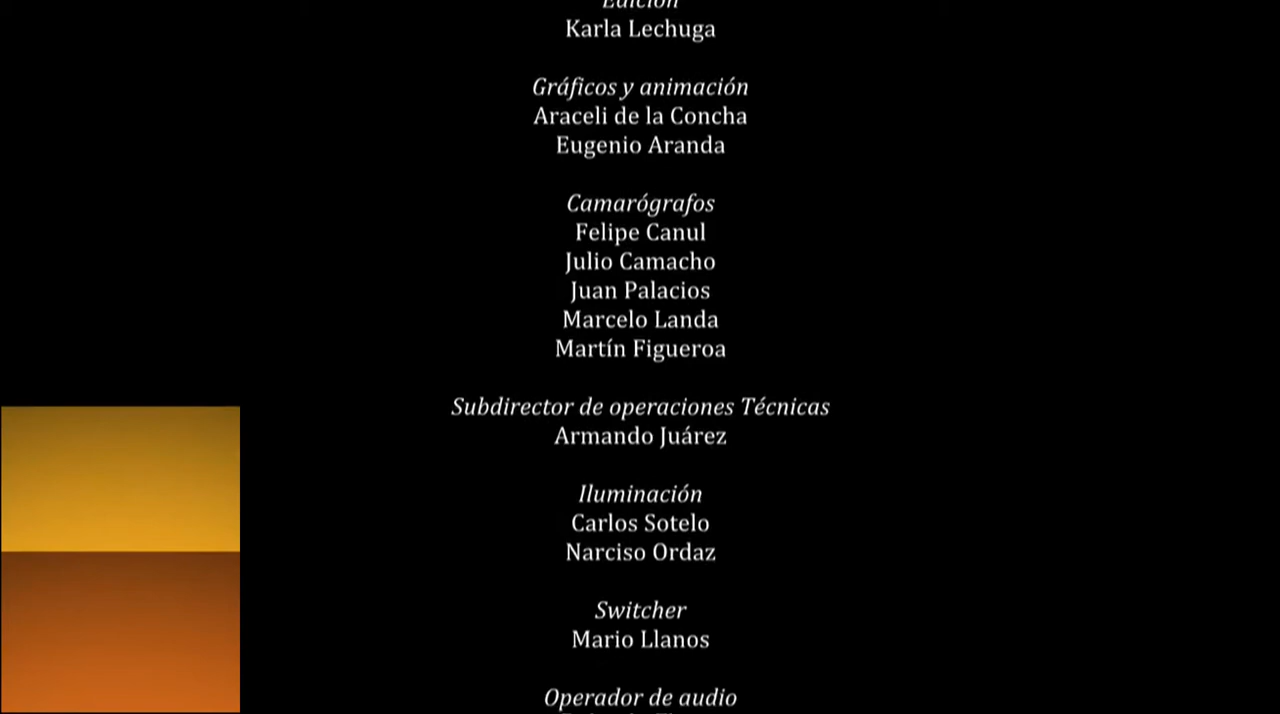 Edición
Karla Lechuga
Gráficos y animación
Araceli de la Concha
Eugenio Aranda
Camarógrafos
Felipe Canul
Julio Camacho
Juan Palacios
Marcelo Landa
Martín Figueroa
Subdirector de operaciones Técnicas
Armando Juárez
Iluminación
Carlos Sotelo
Narciso Ordaz
Switcher
Mario Llanos
Operador de audio